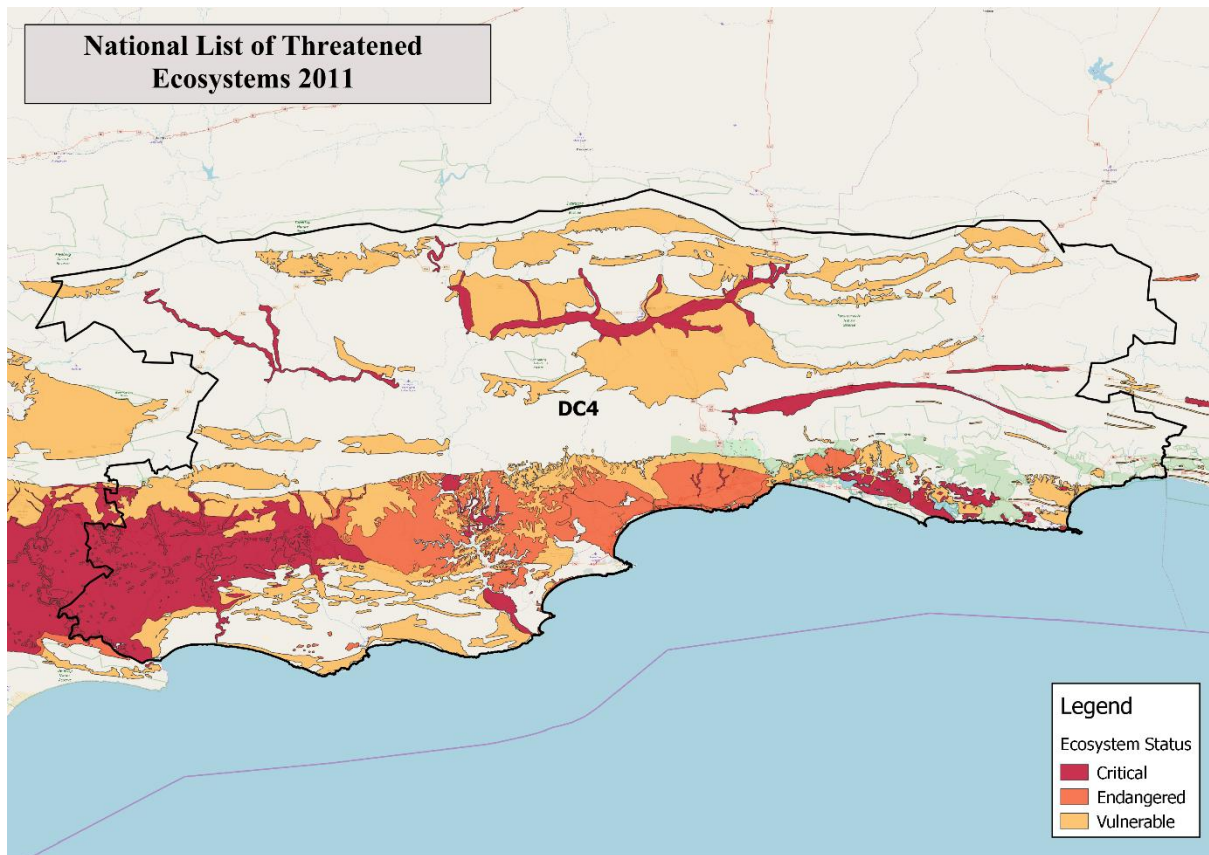 National List of Threatened
Ecosystems 2011
DC4
Legend
Ecosystem Status
Critical
Endangered
Vulnerable